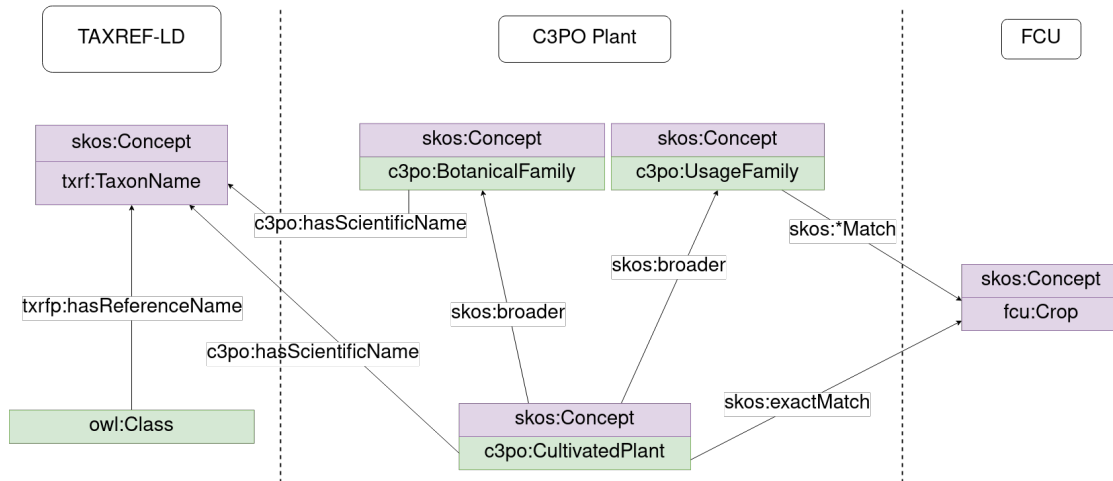 TAXREF-LD
C3PO Plant
FCU
skos:Concept
txrf:TaxonName
skos:Concept
c3po:BotanicalFamily
skos:Concept
c3po:UsageFamily
c3po:hasScientificName
skos:*Match
skos:broader
skos:Concept
fcu:Crop
txrfp:hasReferenceName
skos:broader
c3po:hasScientificName
skos:exactMatch
owl:Class
skos:Concept
c3po:CultivatedPlant